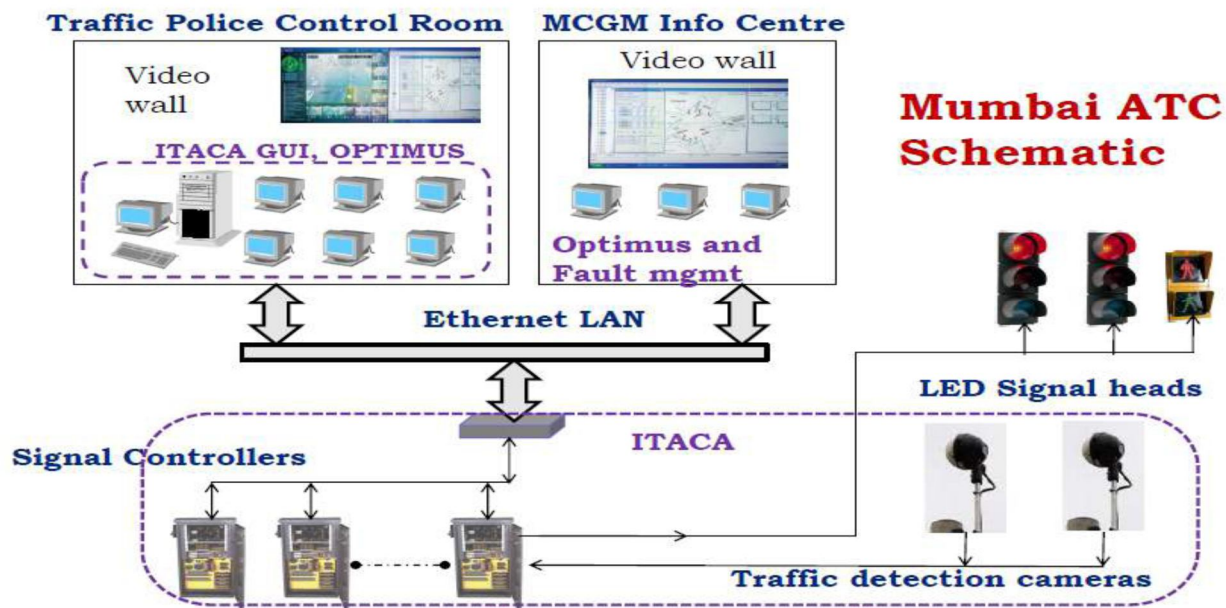 Traffic Police Control Room
MCGM Info Centre
Video
wall
Video wall
Mumbai ATC
Schematic
ITACA GUI, OPTIMUS
Optimus and
Fault mgmt
Ethernet LAN
LED Signal heads
ITACA
Signal Controllers
Traffic detection cameras